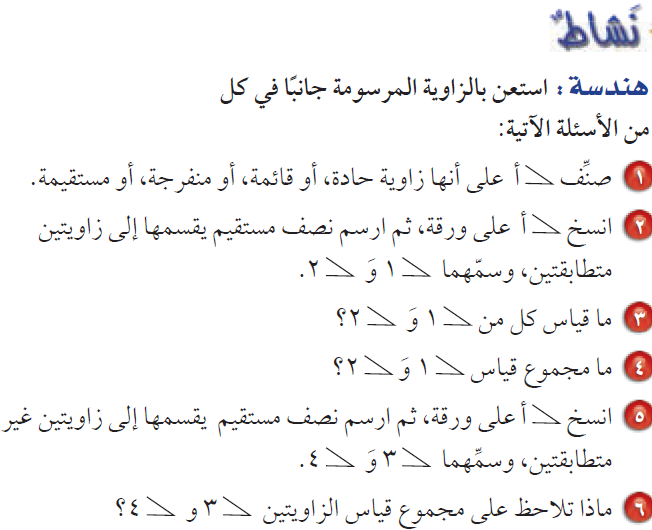 نَشاطٌ
هندسة : استعن بالزاوية المرسومة جانبًا في كل
من الأسئلة الآتية:
١ صنِّف ∠ أ على أنها زاوية حادة، أو قائمة، أو منفرجة، أو مستقيمة.
٢ انسخ ∠ أ على ورقة، ثم ارسم نصف مستقيم يقسمها إلى زاويتين
متطابقتين، وسمّهما ∠ ١ وَ ∠ ٢.
٣ ما قياس كل من ∠ ١ وَ ∠ ٢؟
٤ ما مجموع قياس ∠ ١ وَ ∠ ٢؟
٥ انسخ ∠ أ على ورقة، ثم ارسم نصف مستقيم يقسمها إلى زاويتين غير
متطابقتين، وسمِّهما ∠ ٣ وَ ∠ ٤.
٦ ماذا تلاحظ على مجموع قياس الزاويتين ∠ ٣ و ∠ ٤؟